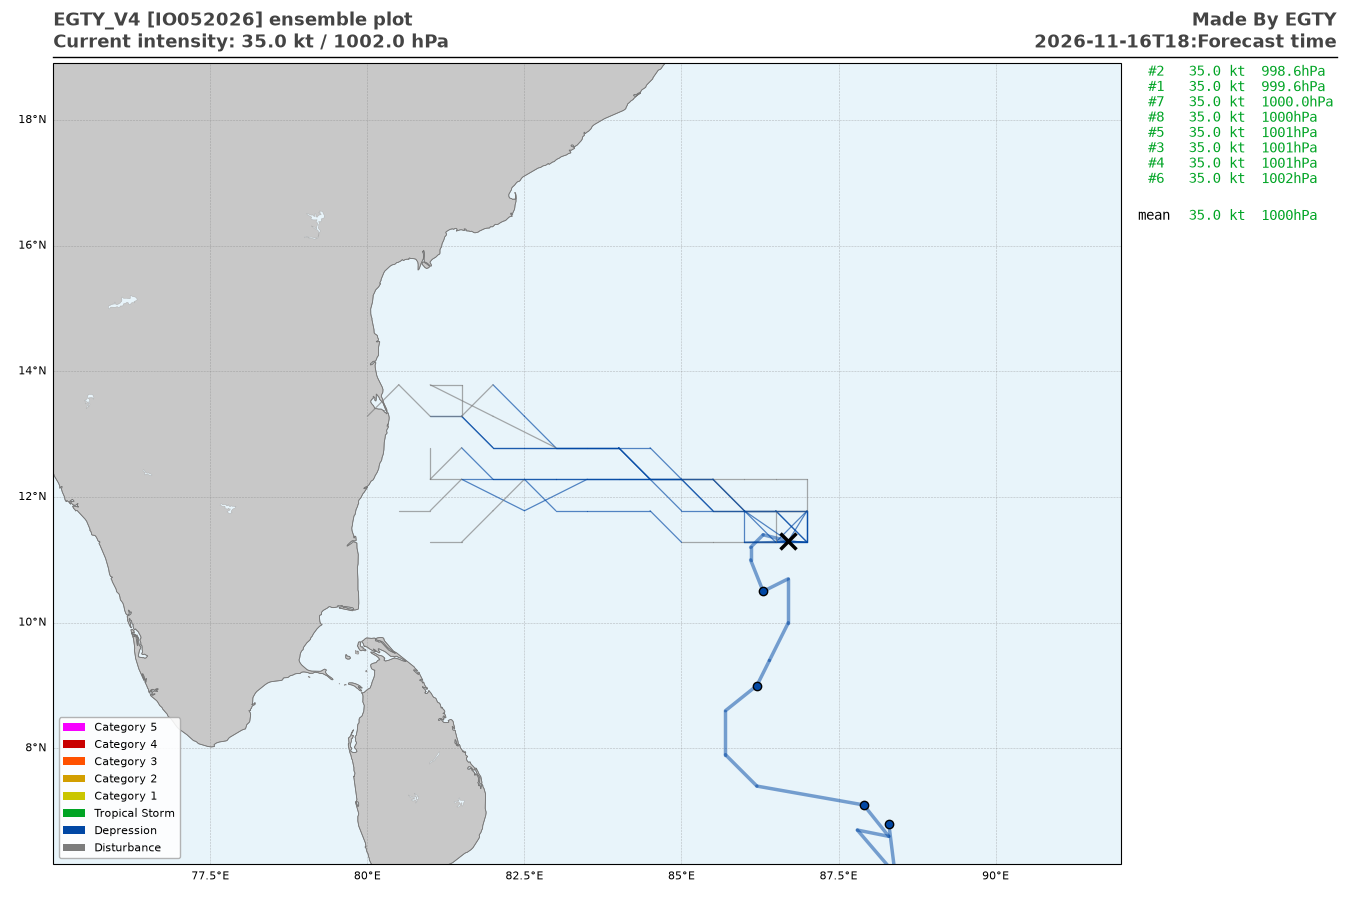 EGTY_V4 [IO052026] ensemble plot
Current intensity: 35.0 kt / 1002.0 hPa
Made By EGTY
2026-11-16T18:Forecast time
#2 35.0 kt 998.6hPa
#1 35.0 kt 999.6hPa
#7 35.0 kt 1000.0hPa
#8 35.0 kt 1000hPa
#5 35.0 kt 1001hPa
#3 35.0 kt 1001hPa
#4 35.0 kt 1001hPa
#6 35.0 kt 1002hPa
mean 35.0 kt 1000hPa
18°N
16°N
14°N
12°N
10°N
8°N
Category 5
Category 4
Category 3
Category 2
Category 1
Tropical Storm
Depression
Disturbance
77.5°E 80°E 82.5°E 85°E 87.5°E 90°E